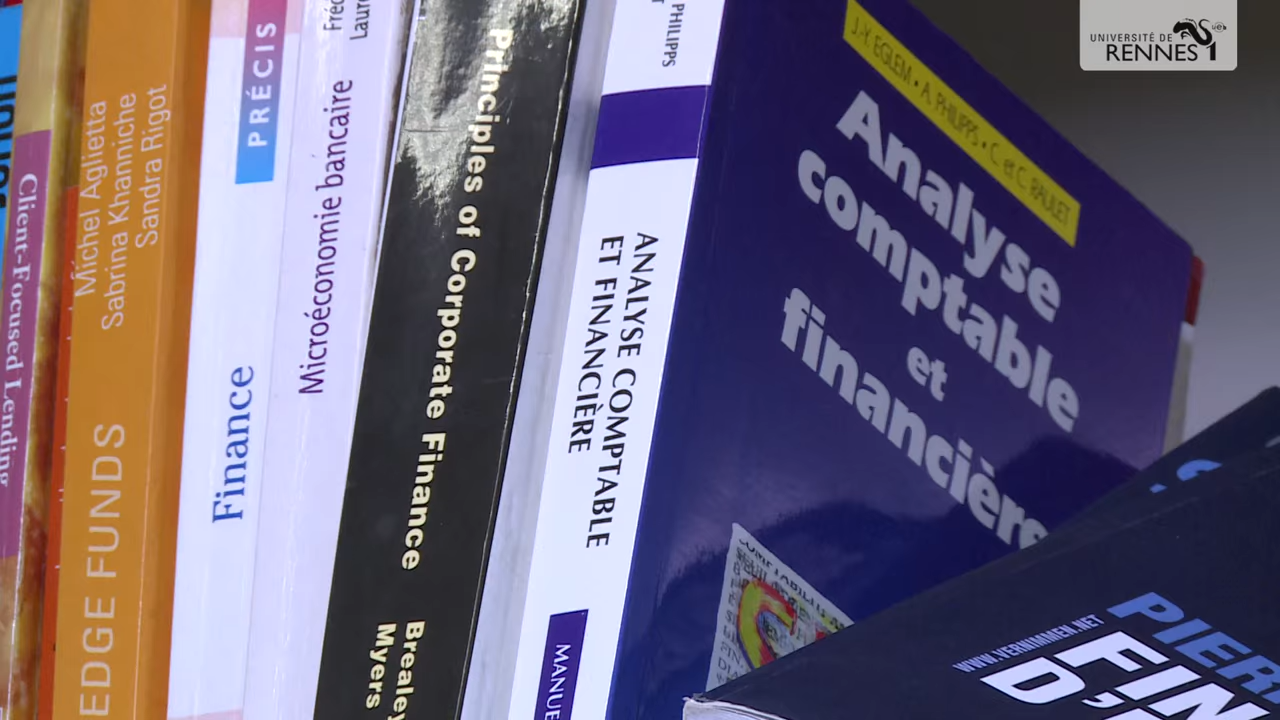 Client-Focused Lending
Michel Aglietta
Sabrina Khanniche
Sandra Rigot
EDGE FUNDS
PRÉCIS
Finance
Microéconomie bancaire
Principles of Corporate Finance
Brealey
Myers
PHILIPPS
ANALYSE COMPTABLE
ET FINANCIÈRE
MANUE
J.-Y. EGLEM • A. PHILIPPS • C. et C. RAULET
Analyse
comptable
et
financière
WWW.VERNIMMEN.NET
PIER
FIN
D'
UNIVERSITÉ DE
RENNES 1